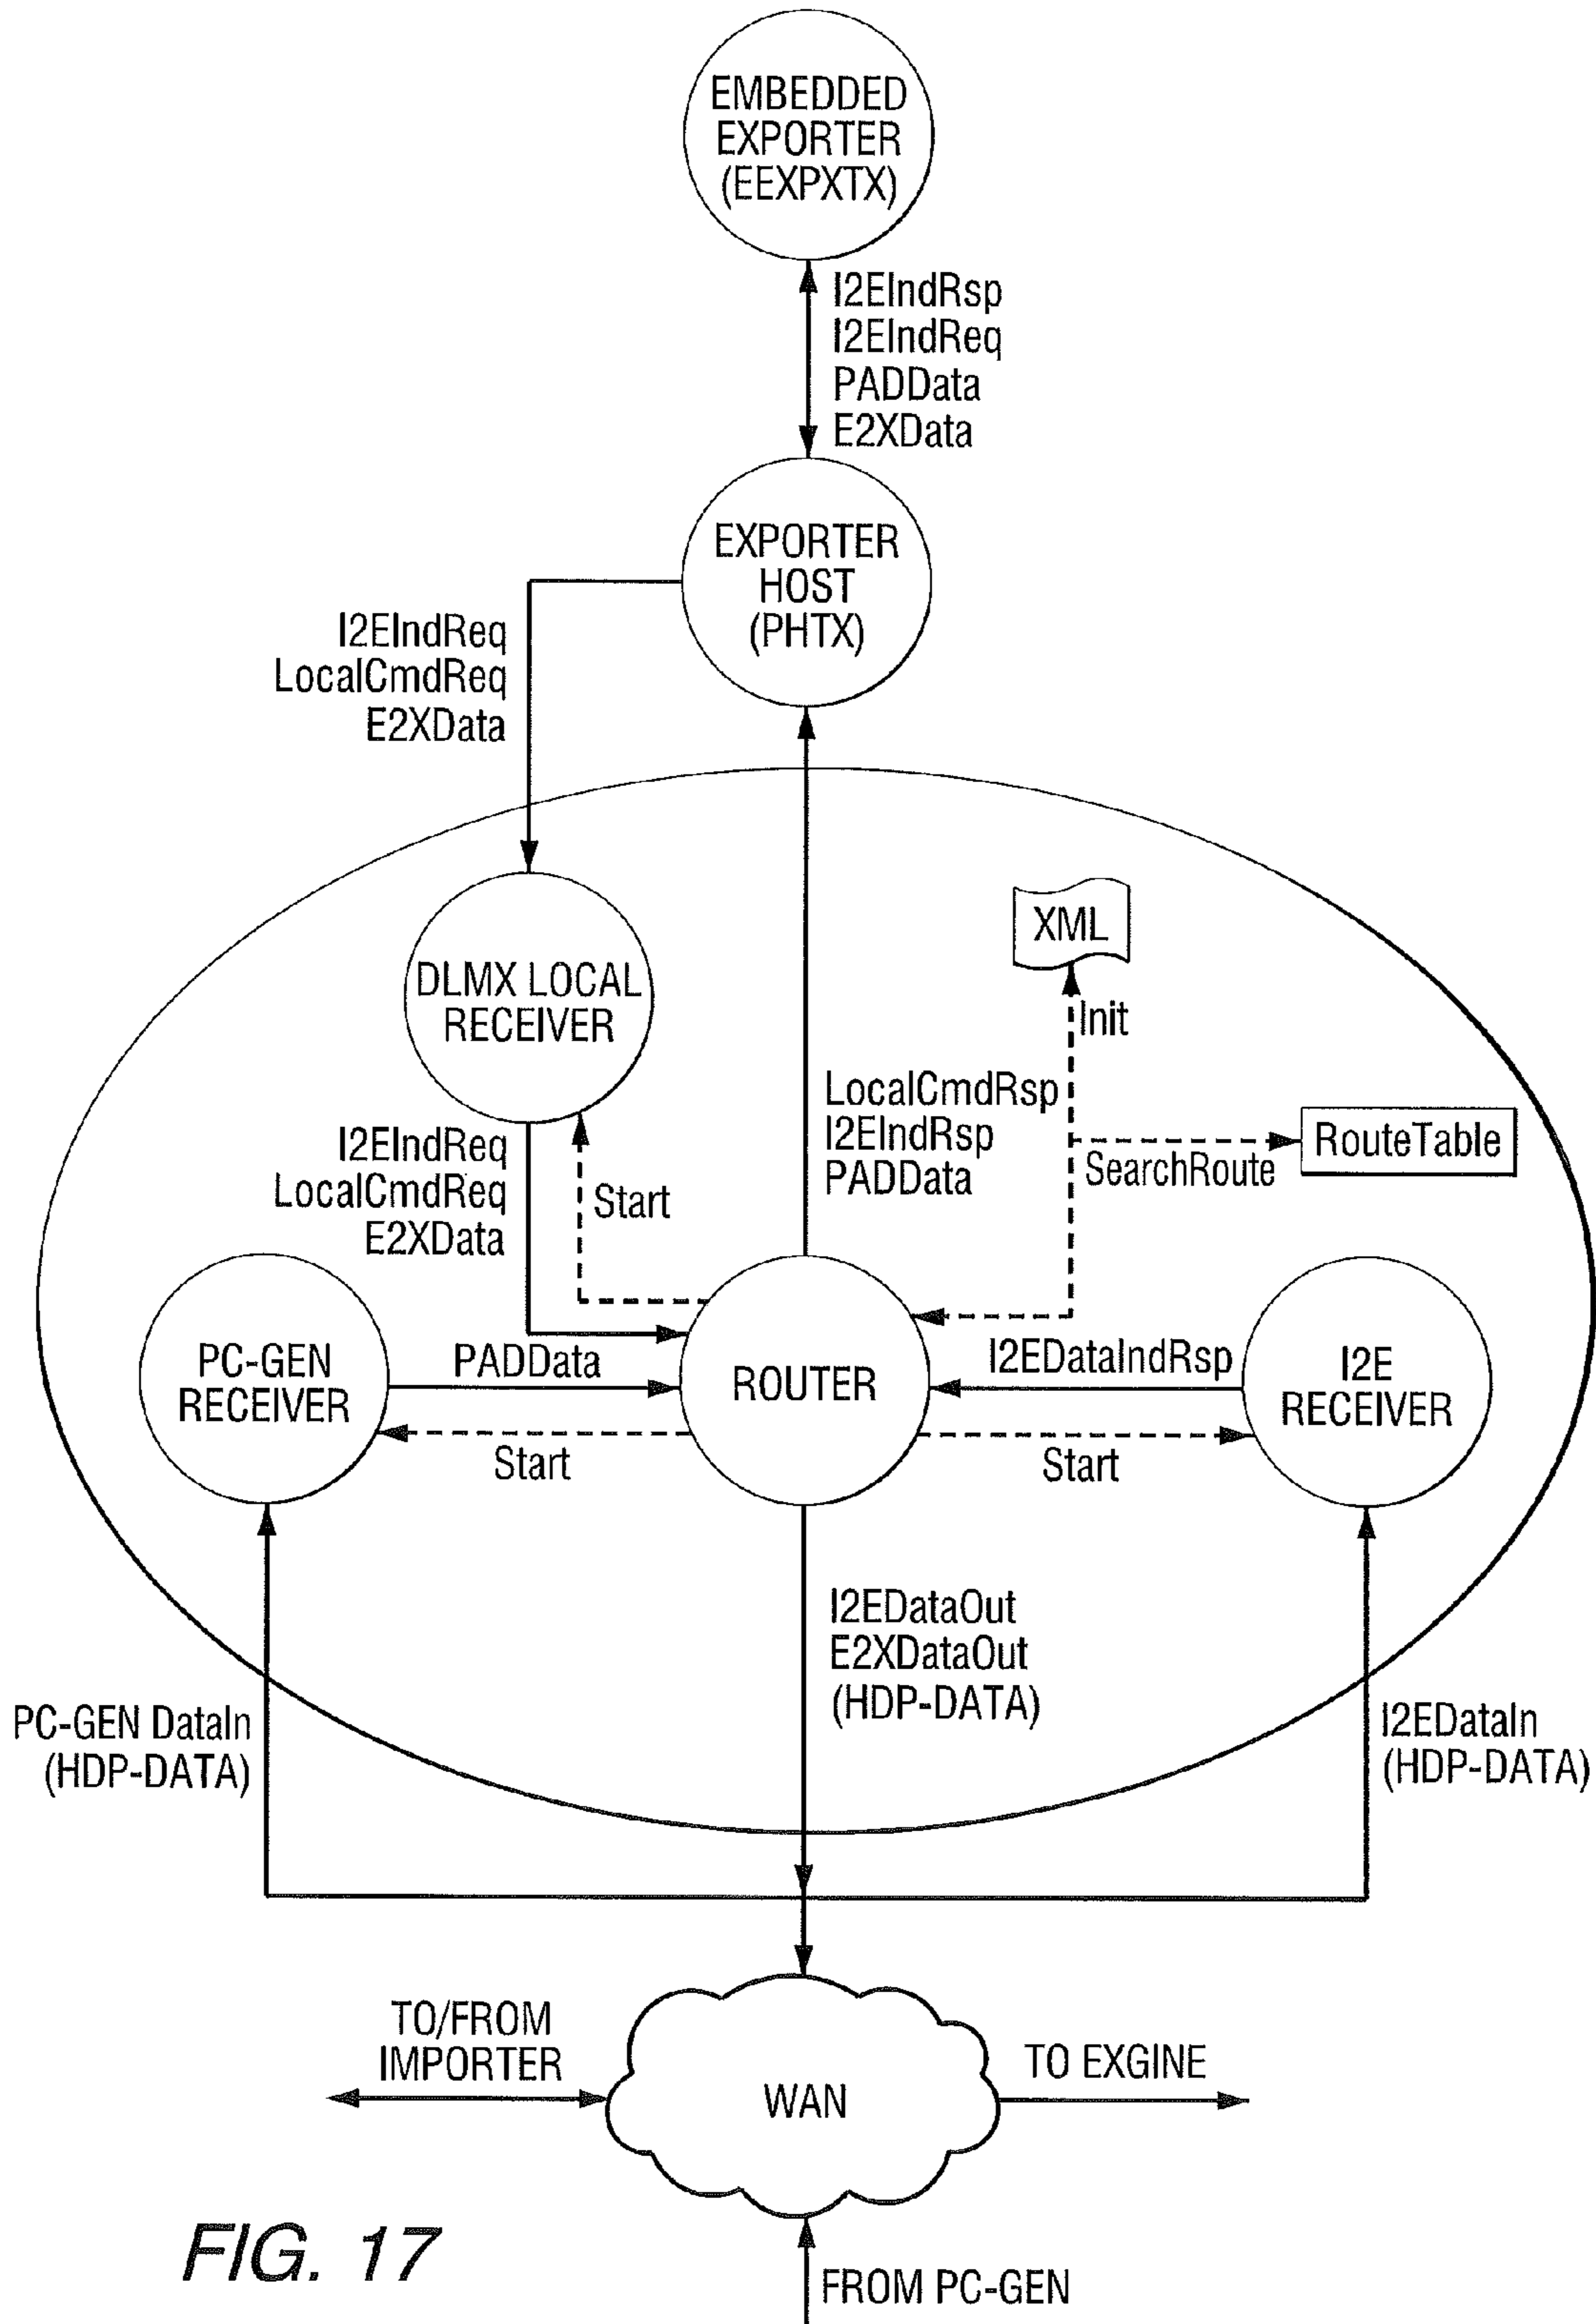 EMBEDDED
EXPORTER
(EEXPXTX)
I2EIndRsp
I2EIndReq
PADData
E2XData
EXPORTER
HOST
(PHTX)
I2EIndReq
LocalCmdReq
E2XData
DLMX LOCAL
RECEIVER
XML
Init
LocalCmdRsp
I2EIndRsp
PADData
SearchRoute
RouteTable
I2EIndReq
LocalCmdReq
E2XData
Start
PC-GEN
RECEIVER
PADData
Start
ROUTER
I2EDataIndRsp
Start
I2E
RECEIVER
I2EDataOut
E2XDataOut
(HDP-DATA)
PC-GEN DataIn
(HDP-DATA)
I2EDataIn
(HDP-DATA)
TO/FROM
IMPORTER
WAN
TO EXGINE
FROM PC-GEN
FIG. 17